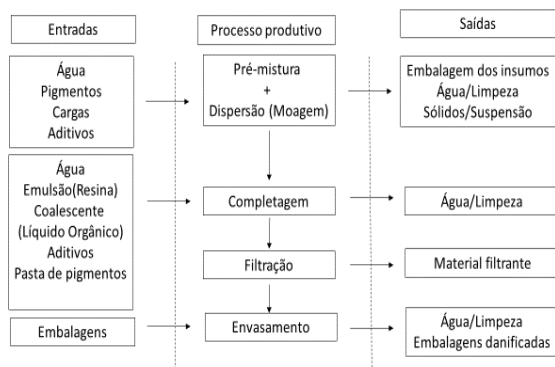 Entradas
Processo produtivo
Saídas
Água
Pigmentos
Cargas
Aditivos
Pré-mistura
+
Dispersão (Moagem)
Embalagem dos insumos
Água/Limpeza
Sólidos/Suspensão
Água
Emulsão(Resina)
Coalescente
(Líquido Orgânico)
Aditivos
Pasta de pigmentos
Completagem
Água/Limpeza
Filtração
Material filtrante
Embalagens
Envasamento
Água/Limpeza
Embalagens danificadas